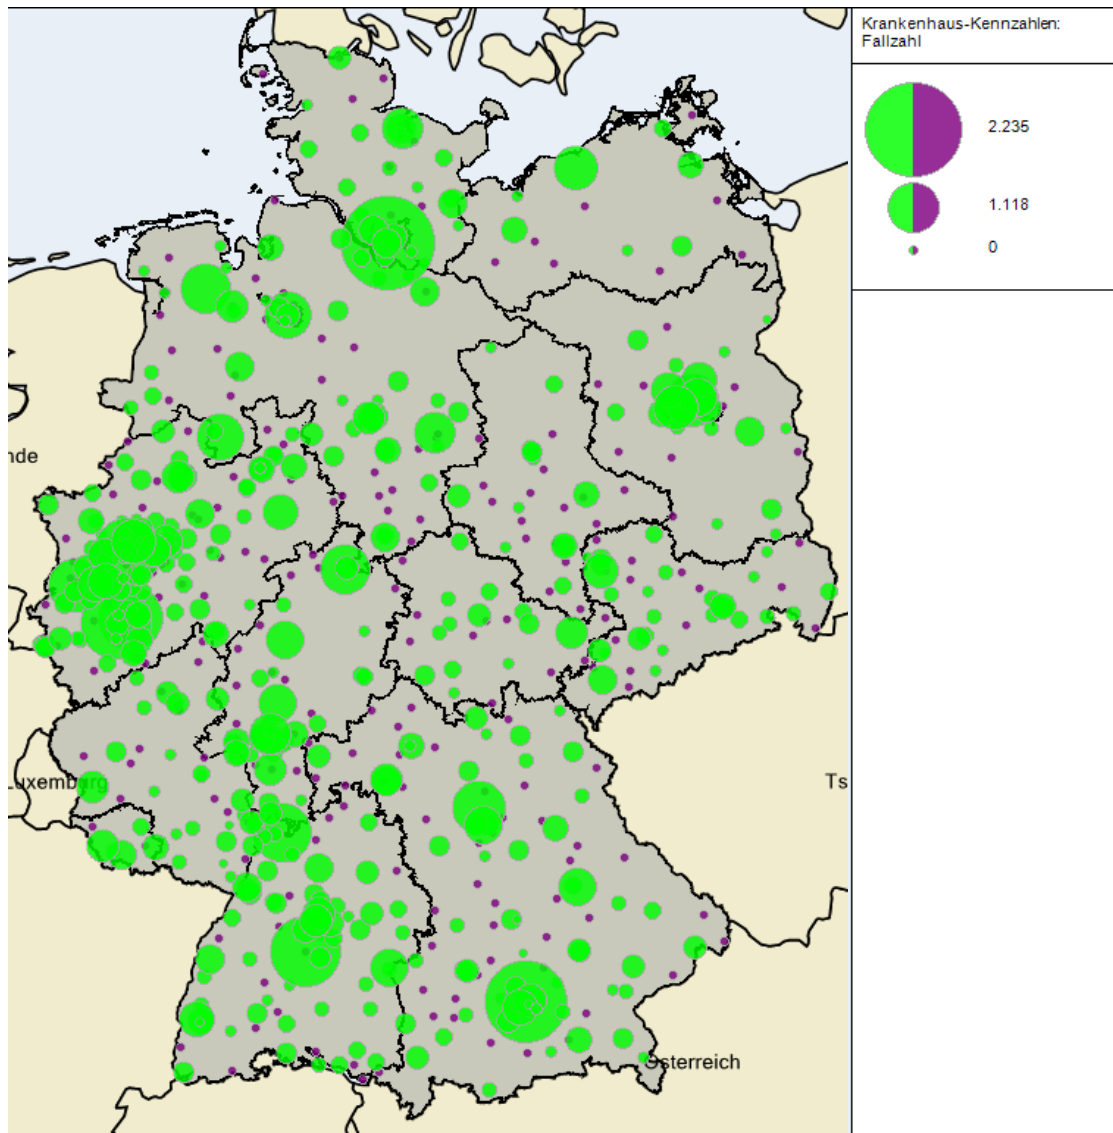 Krankenhaus-Kennzahlen:
Fallzahl
2.235
1.118
0
nde
Luxemburg
Ts
Österreich